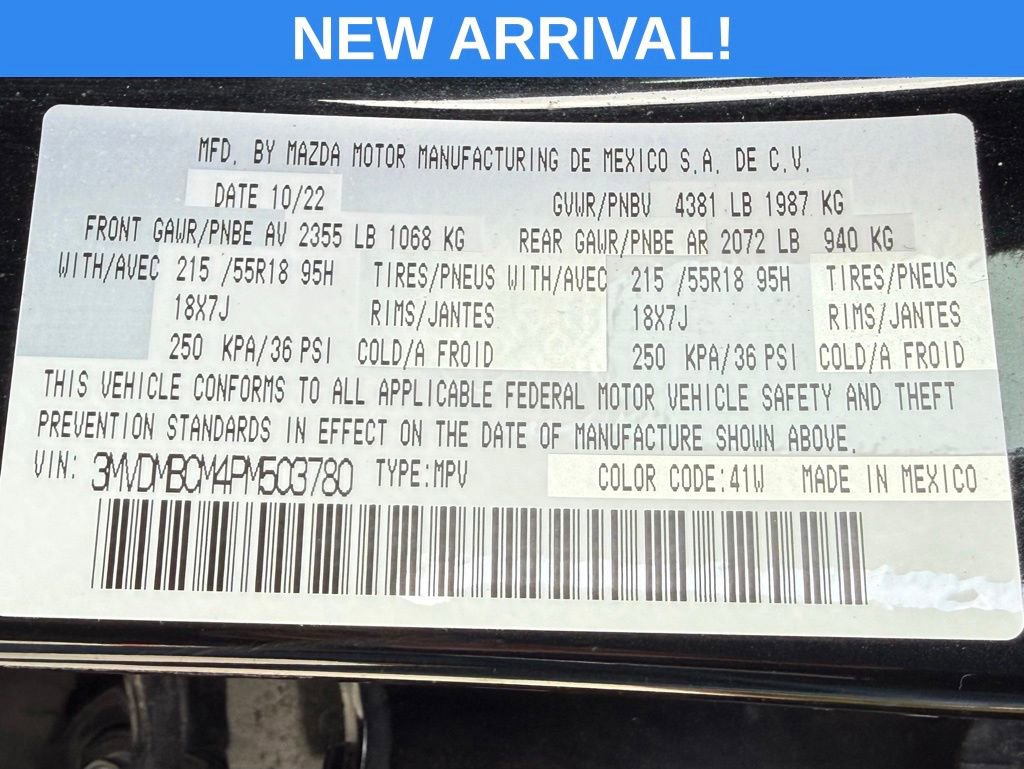 NEW ARRIVAL!
MFD. BY MAZDA MOTOR MANUFACTURING DE MEXICO S.A. DE C.V.
DATE 10/22 GVWR/PNBV 4381 LB 1987 KG
FRONT GAWR/PNBE AV 2355 LB 1068 KG REAR GAWR/PNBE AR 2072 LB 940 KG
WITH/AVEC 215 /55R18 95H TIRES/PNEUS WITH/AVEC 215 /55R18 95H TIRES/PNEUS
18X7J RIMS/JANTES 18X7J RIMS/JANTES
250 KPA/36 PSI COLD/A FROID 250 KPA/36 PSI COLD/A FROID
THIS VEHICLE CONFORMS TO ALL APPLICABLE FEDERAL MOTOR VEHICLE SAFETY AND THEFT
PREVENTION STANDARDS IN EFFECT ON THE DATE OF MANUFACTURE SHOWN ABOVE.
VIN: 3MVDMBCM4PM503780 TYPE:MPV COLOR CODE:41W MADE IN MEXICO